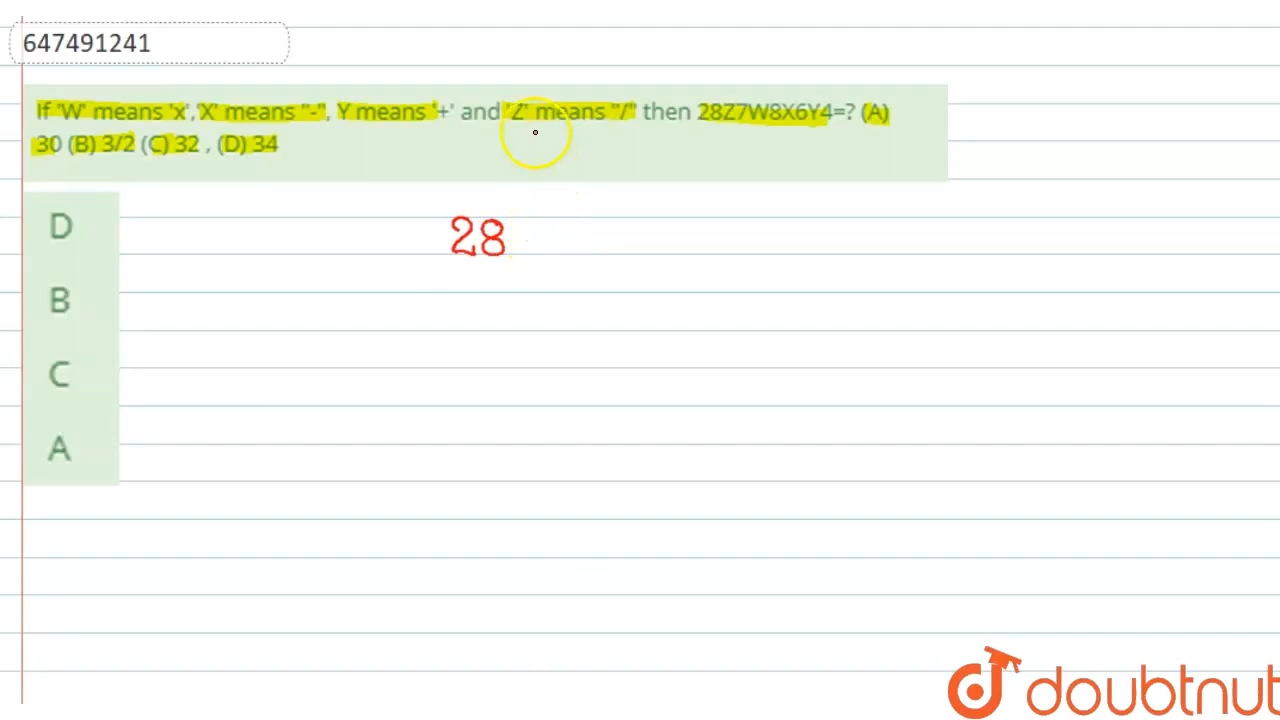 647491241
If 'W' means 'x','X' means "-", Y means '+' and 'Z' means "/" then 28Z7W8X6Y4=? (A)
30 (B) 3/2 (C) 32 , (D) 34
D
28
B
C
A
doubtnut